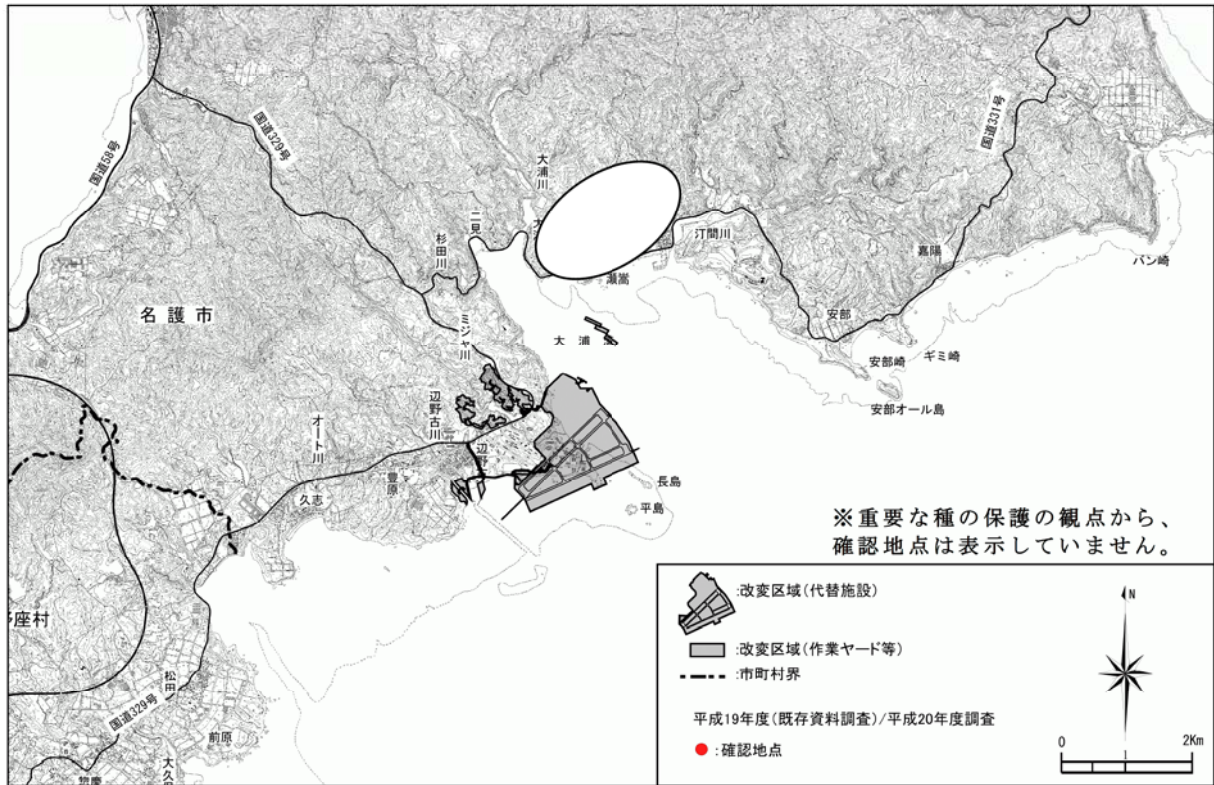 国道58号
国道329号
国道331号
大浦川
二見
杉田川
汀間川
嘉陽
バン崎
瀬嵩
名護市
ミジャ川
大浦
安部
安部崎
ギミ崎
安部オール島
辺野古川
オート川
辺野
豊原
久志
長島
平島
※重要な種の保護の観点から、
確認地点は表示していません。
座村
松田
国道329号
前原
大久
惣慶
:改変区域(代替施設)
:改変区域(作業ヤード等)
:市町村界
平成19年度(既存資料調査)/平成20年度調査
:確認地点
N
0
1
2Km